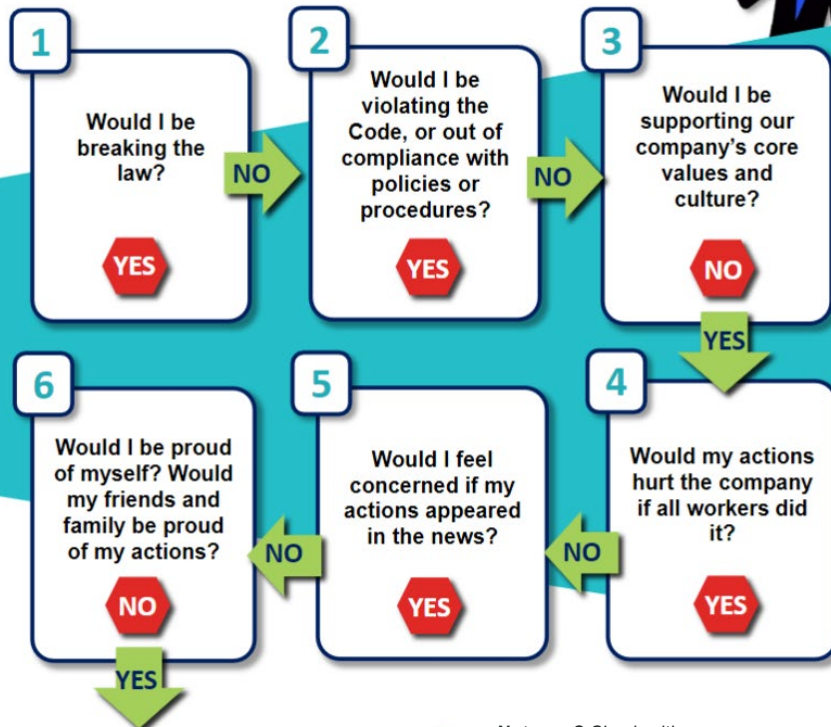 1
Would I be
breaking the
law?
YES
NO
2
Would I be
violating the
Code, or out of
compliance with
policies or
procedures?
YES
NO
3
Would I be
supporting our
company's core
values and
culture?
NO
YES
4
Would my actions
hurt the company
if all workers did
it?
YES
NO
5
Would I feel
concerned if my
actions appeared
in the news?
YES
NO
6
Would I be proud
of myself? Would
my friends and
family be proud
of my actions?
NO
YES